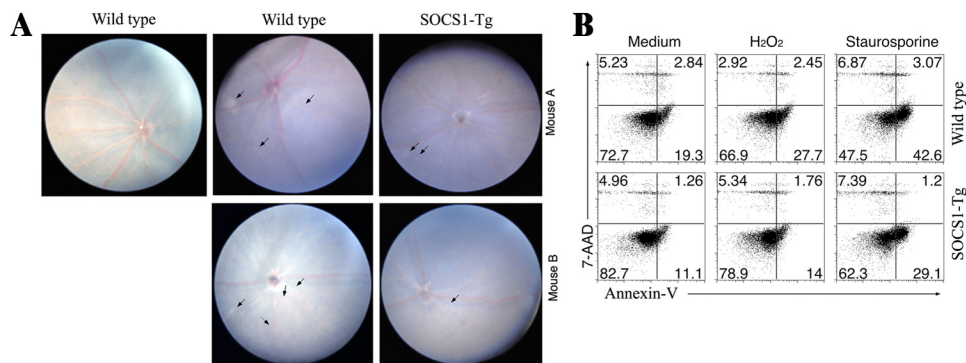 A
Wild type
Wild type
SOCS1-Tg
Mouse A
Mouse B
B
Medium
H₂O₂
Staurosporine
5.23 2.84
72.7 19.3
2.92 2.45
66.9 27.7
6.87 3.07
47.5 42.6
Wild type
4.96 1.26
82.7 11.1
5.34 1.76
78.9 14
7.39 1.2
62.3 29.1
SOCS1-Tg
7-AAD
Annexin-V